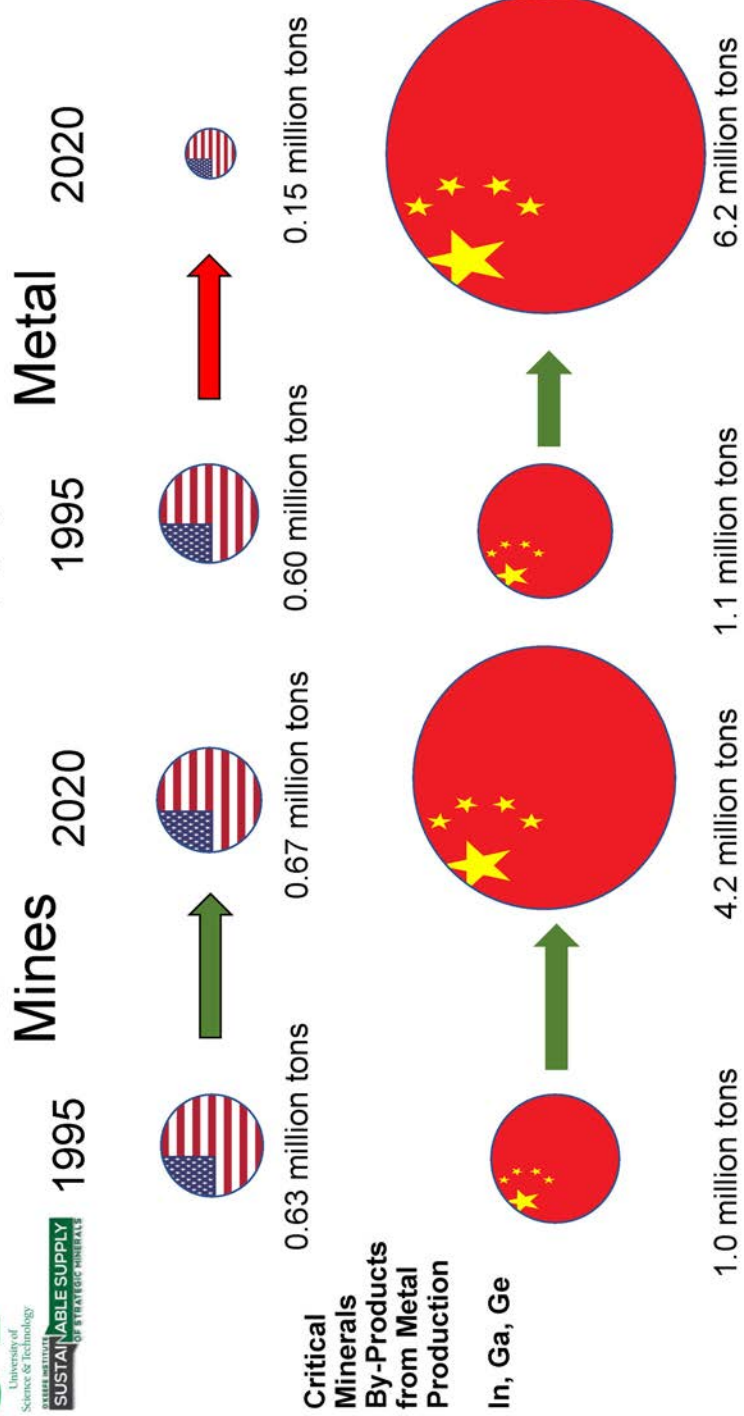 University of
Science & Technology
O'KEEFE INSTITUTE
SUSTAINABLE SUPPLY
OF STRATEGIC MINERALS
Mines
Metal
1995
2020
1995
2020
0.63 million tons
0.67 million tons
0.60 million tons
0.15 million tons
Critical
Minerals
By-Products
from Metal
Production
In, Ga, Ge
1.0 million tons
4.2 million tons
1.1 million tons
6.2 million tons